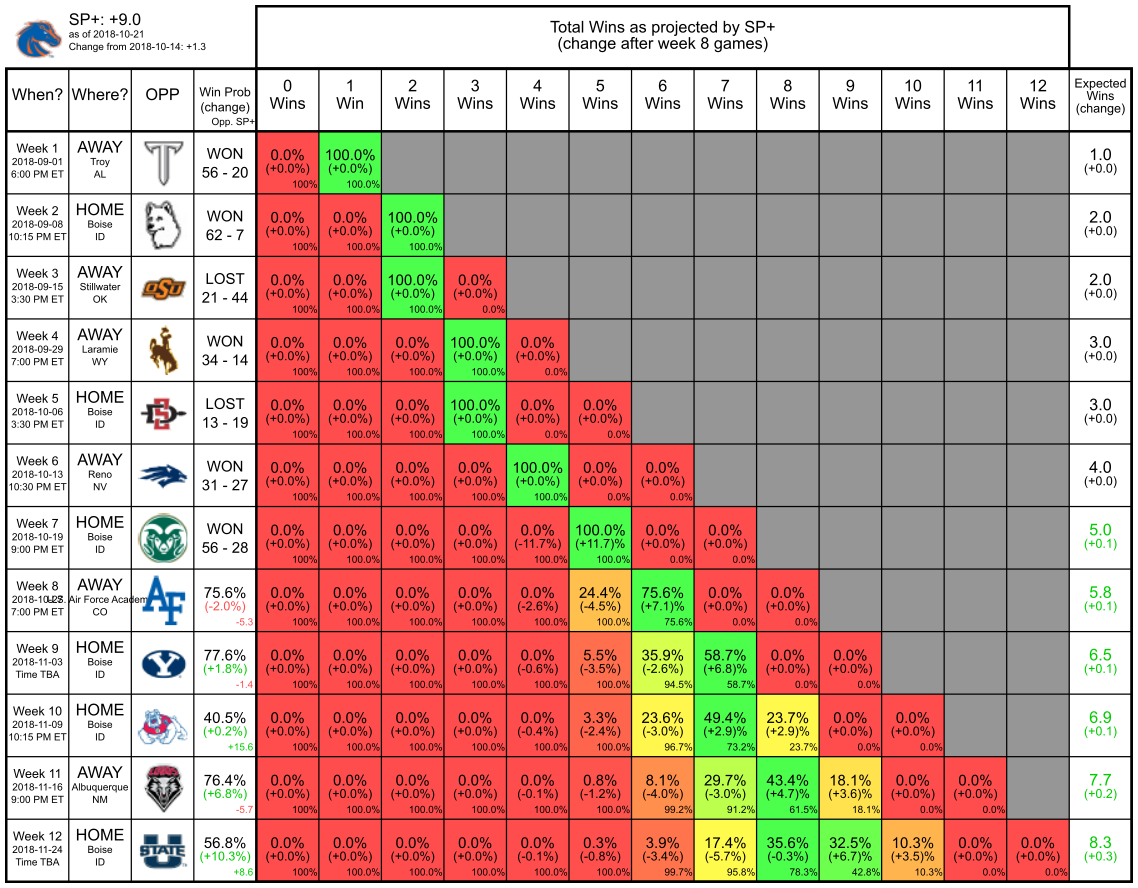 SP+: +9.0
as of 2018-10-21
Change from 2018-10-14: +1.3
Total Wins as projected by SP+
(change after week 8 games)
When? Where? OPP Win Prob (change) Opp. SP+ 0 Wins 1 Win 2 Wins 3 Wins 4 Wins 5 Wins 6 Wins 7 Wins 8 Wins 9 Wins 10 Wins 11 Wins 12 Wins Expected Wins (change)
Week 1 AWAY WON 0.0% 100.0% 1.0
2018-09-01 Troy T (+0.0%) (+0.0%) (+0.0)
6:00 PM ET AL 56 - 20 100% 100.0%
Week 2 HOME WON 0.0% 0.0% 100.0% 2.0
2018-09-08 Boise (+0.0%) (+0.0%) (+0.0%) (+0.0)
10:15 PM ET ID 62 - 7 100% 100.0% 100.0%
Week 3 AWAY LOST 0.0% 0.0% 100.0% 0.0% 2.0
2018-09-15 Stillwater OSU (+0.0%) (+0.0%) (+0.0%) (+0.0%) (+0.0)
3:30 PM ET OK 21 - 44 100% 100.0% 100.0% 0.0%
Week 4 AWAY WON 0.0% 0.0% 0.0% 100.0% 0.0% 3.0
2018-09-29 Laramie (+0.0%) (+0.0%) (+0.0%) (+0.0%) (+0.0%) (+0.0)
7:00 PM ET WY 34 - 14 100% 100.0% 100.0% 100.0% 0.0%
Week 5 HOME LOST 0.0% 0.0% 0.0% 100.0% 0.0% 0.0% 3.0
2018-10-06 Boise SD (+0.0%) (+0.0%) (+0.0%) (+0.0%) (+0.0%) (+0.0%) (+0.0)
3:30 PM ET ID 13 - 19 100% 100.0% 100.0% 100.0% 0.0% 0.0%
Week 6 AWAY WON 0.0% 0.0% 0.0% 0.0% 100.0% 0.0% 0.0% 4.0
2018-10-13 Reno (+0.0%) (+0.0%) (+0.0%) (+0.0%) (+0.0%) (+0.0%) (+0.0%) (+0.0)
10:30 PM ET NV 31 - 27 100% 100.0% 100.0% 100.0% 100.0% 0.0% 0.0%
Week 7 HOME WON 0.0% 0.0% 0.0% 0.0% 0.0% 100.0% 0.0% 0.0% 5.0
2018-10-19 Boise (+0.0%) (+0.0%) (+0.0%) (+0.0%) (-11.7%) (+11.7)% (+0.0%) (+0.0%) (+0.1)
9:00 PM ET ID 56 - 28 100% 100.0% 100.0% 100.0% 100.0% 100.0% 0.0% 0.0%
Week 8 AWAY 75.6% 0.0% 0.0% 0.0% 0.0% 0.0% 24.4% 75.6% 0.0% 0.0% 5.8
Air Force Academ AF (-2.0%) (+0.0%) (+0.0%) (+0.0%) (+0.0%) (-2.6%) (-4.5%) (+7.1)% (+0.0%) (+0.0%) (+0.1)
7:00 PM ET CO -5.3 100% 100.0% 100.0% 100.0% 100.0% 100.0% 75.6% 0.0% 0.0%
Week 9 HOME 77.6% 0.0% 0.0% 0.0% 0.0% 0.0% 5.5% 35.9% 58.7% 0.0% 0.0% 6.5
2018-11-03 Boise Y (+1.8%) (+0.0%) (+0.0%) (+0.0%) (+0.0%) (-0.6%) (-3.5%) (-2.6%) (+6.8)% (+0.0%) (+0.0%) (+0.1)
Time TBA ID -1.4 100% 100.0% 100.0% 100.0% 100.0% 100.0% 94.5% 58.7% 0.0% 0.0%
Week 10 HOME 40.5% 0.0% 0.0% 0.0% 0.0% 0.0% 3.3% 23.6% 49.4% 23.7% 0.0% 0.0% 6.9
2018-11-09 Boise (+0.2%) (+0.0%) (+0.0%) (+0.0%) (+0.0%) (-0.4%) (-2.4%) (-3.0%) (+2.9)% (+2.9)% (+0.0%) (+0.0%) (+0.1)
10:15 PM ET ID +15.6 100% 100.0% 100.0% 100.0% 100.0% 100.0% 96.7% 73.2% 23.7% 0.0% 0.0%
Week 11 AWAY 76.4% 0.0% 0.0% 0.0% 0.0% 0.0% 0.8% 8.1% 29.7% 43.4% 18.1% 0.0% 0.0% 7.7
2018-11-16 Albuquerque (+6.8%) (+0.0%) (+0.0%) (+0.0%) (+0.0%) (-0.1%) (-1.2%) (-4.0%) (-3.0%) (+4.7)% (+3.6)% (+0.0%) (+0.0%) (+0.2)
9:00 PM ET NM -5.7 100% 100.0% 100.0% 100.0% 100.0% 100.0% 99.2% 91.2% 61.5% 18.1% 0.0% 0.0%
Week 12 HOME 56.8% 0.0% 0.0% 0.0% 0.0% 0.0% 0.3% 3.9% 17.4% 35.6% 32.5% 10.3% 0.0% 0.0% 8.3
2018-11-24 Boise U STATE (+10.3%) (+0.0%) (+0.0%) (+0.0%) (+0.0%) (-0.1%) (-0.8%) (-3.4%) (-5.7%) (-0.3%) (+6.7)% (+3.5)% (+0.0%) (+0.0%) (+0.3)
Time TBA ID +8.6 100% 100.0% 100.0% 100.0% 100.0% 100.0% 99.7% 95.8% 78.3% 42.8% 10.3% 0.0% 0.0%